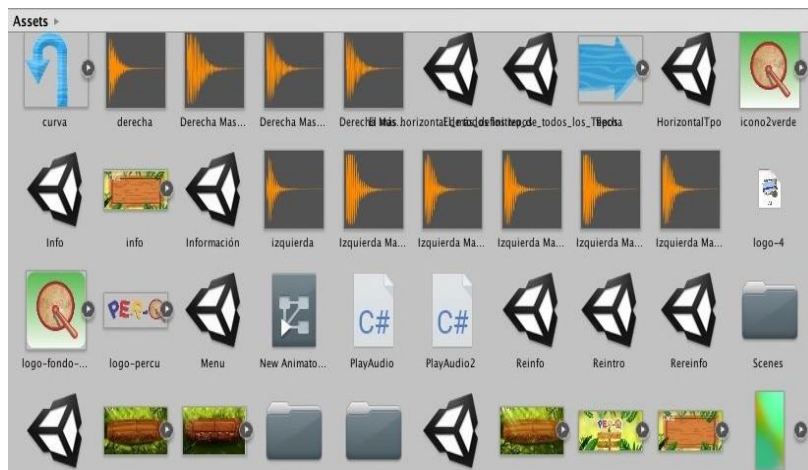 Assets
curva
derecha
Derecha Mas...
Derecha Mas...
HorizontalTpo
icono2verde
Info
info
Información
izquierda
Izquierda Ma...
Izquierda Ma...
Izquierda Ma...
Izquierda Ma...
Izquierda Ma...
logo-4
PER-Q
logo-fondo-...
logo-percu
Menu
New Animato...
C#
PlayAudio
C#
PlayAudio2
Reinfo
Reintro
Rereinfo
Scenes